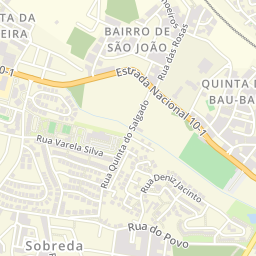 TA DA
EIRA
BAIRRO DE
SÃO JOÃO
Rua das Rosas
Estrada Nacional 10-1
10-1
QUINTA
BAU-BA
Rua Quinta do Salgado
Rua Varela Silva
Rua Deniz Jacinto
Rua do Povo
Sobreda